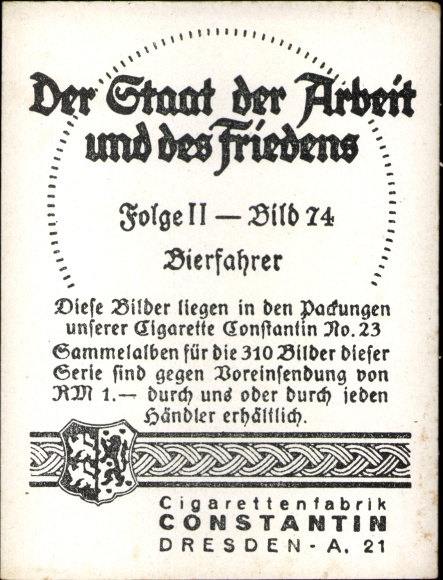 Der Staat der Arbeit
und des Friedens
Folge II — Bild 74
Bierfahrer
Diese Bilder liegen in den Packungen
unserer Cigarette Constantin No. 23
Sammelalben für die 310 Bilder dieser
Serie sind gegen Voreinsendung von
RM 1.— durch uns oder durch jeden
Händler erhältlich.
Cigarettenfabrik
CONSTANTIN
DRESDEN - A. 21